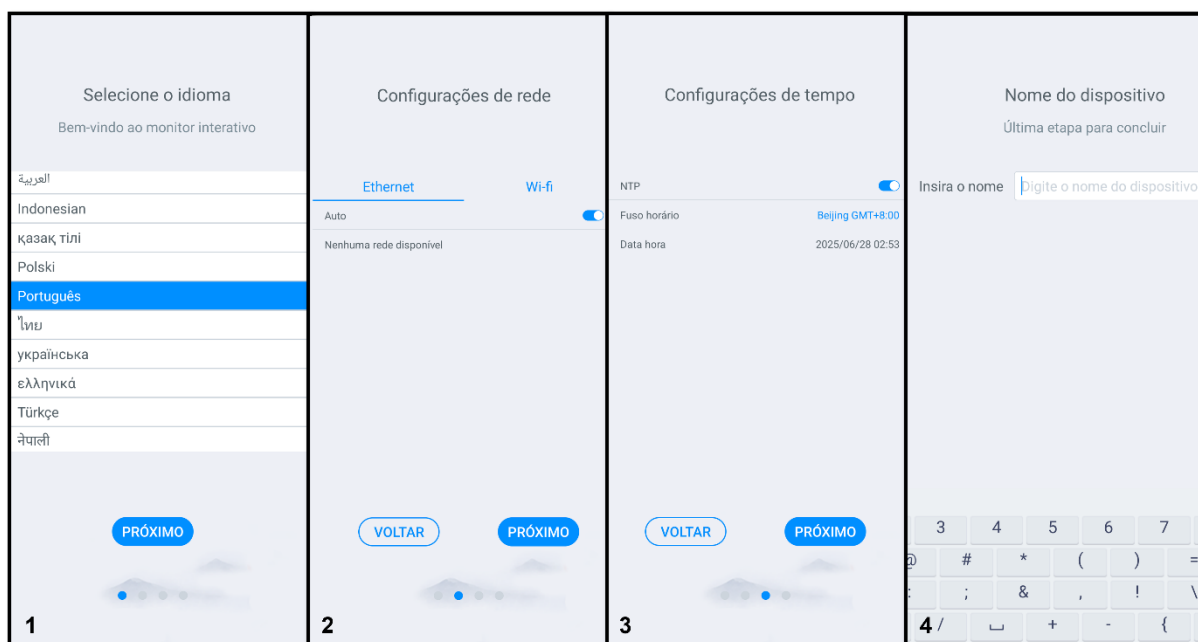 Selecione o idioma
Bem-vindo ao monitor interativo
العربية
Indonesian
қазақ тілі
Polski
Português
ไทย
українська
ελληνικά
Türkçe
नेपाली
PRÓXIMO
1
Configurações de rede
Ethernet Wi-fi
Auto
Nenhuma rede disponível
VOLTAR PRÓXIMO
2
Configurações de tempo
NTP
Fuso horário Beijing GMT+8:00
Data hora 2025/06/28 02:53
VOLTAR PRÓXIMO
3
Nome do dispositivo
Última etapa para concluir
Insira o nome Digite o nome do dispositivo
3 4 5 6 7
@ # * ( ) =
: ; & , ! \
/ ⎵ + - {
4